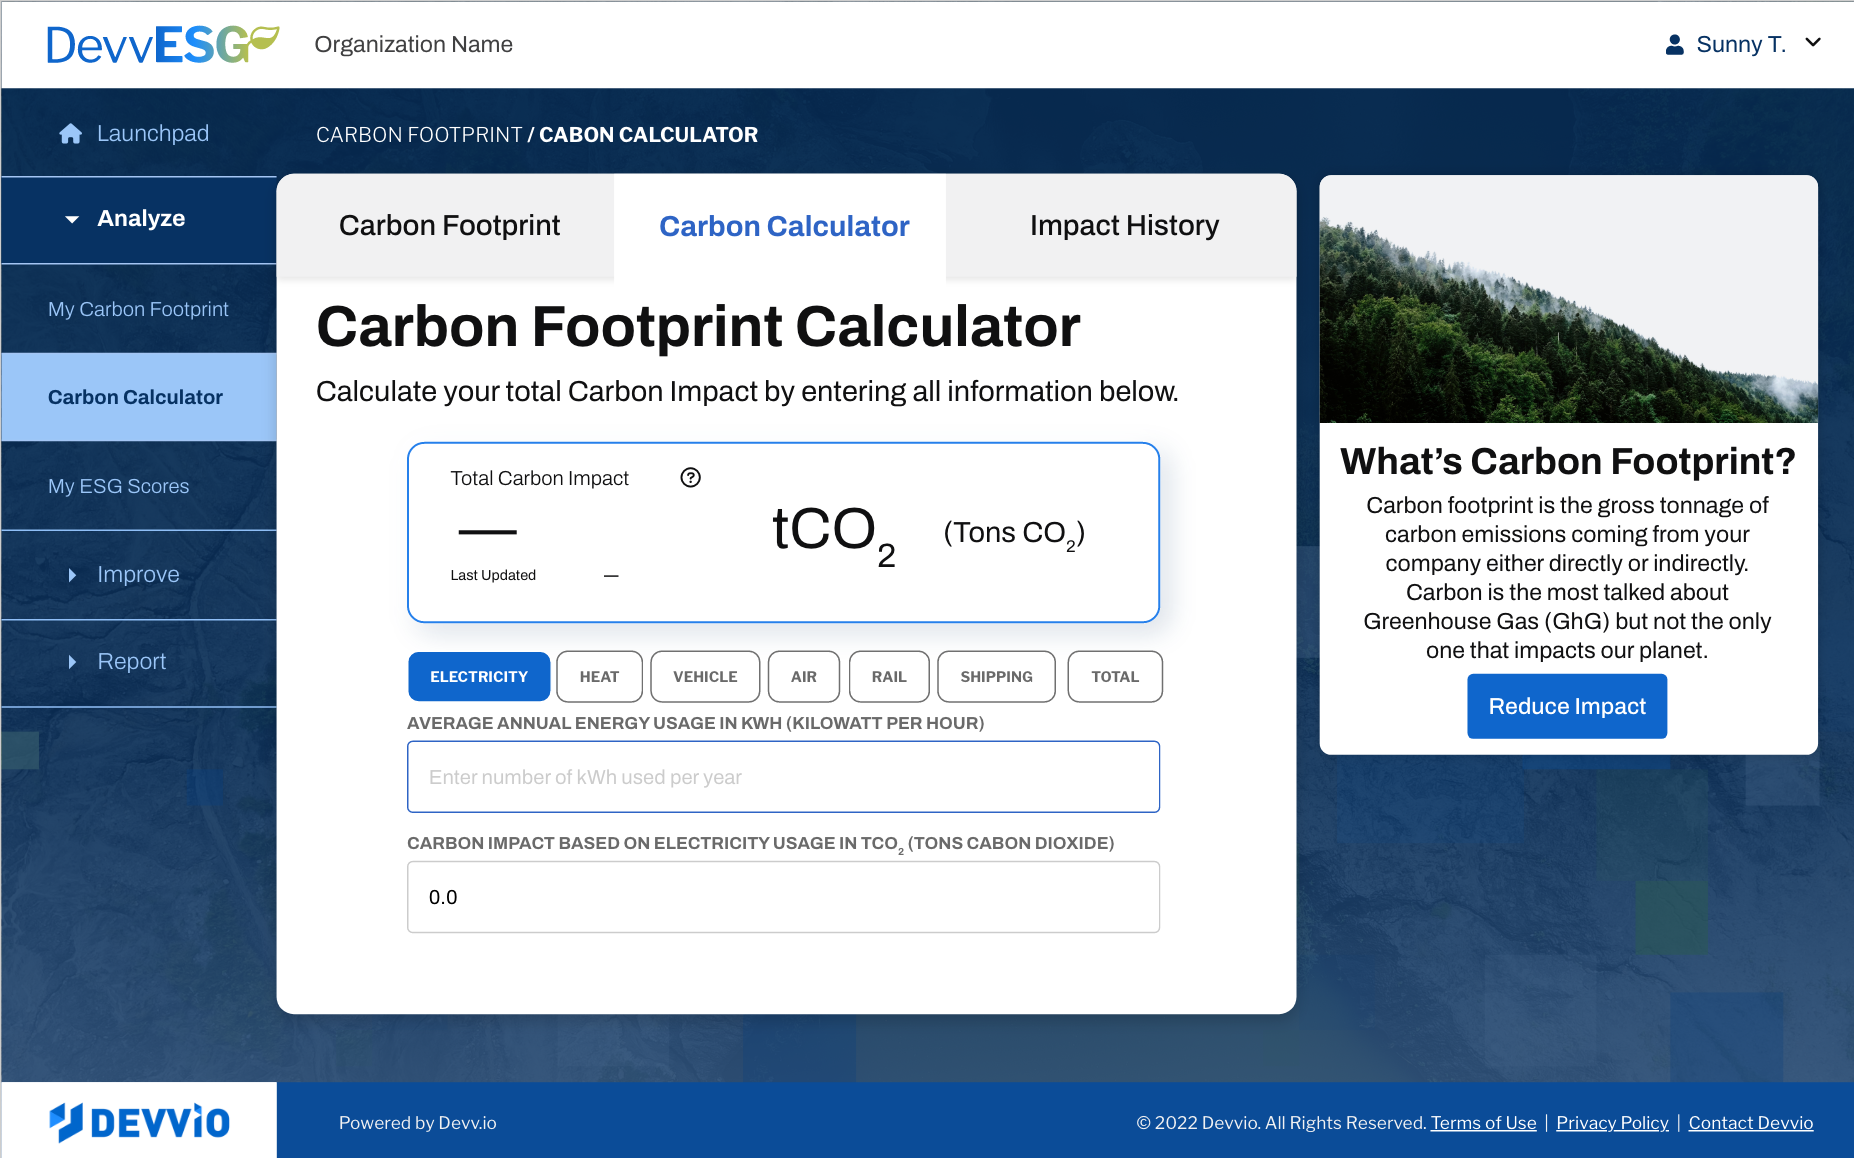 DevvESG
Organization Name
Sunny T.
Launchpad
CARBON FOOTPRINT / CABON CALCULATOR
Analyze
My Carbon Footprint
Carbon Calculator
My ESG Scores
Improve
Report
Carbon Footprint
Carbon Calculator
Impact History
Carbon Footprint Calculator
Calculate your total Carbon Impact by entering all information below.
Total Carbon Impact ?
—
tCO₂ (Tons CO₂)
Last Updated —
ELECTRICITY
HEAT
VEHICLE
AIR
RAIL
SHIPPING
TOTAL
AVERAGE ANNUAL ENERGY USAGE IN KWH (KILOWATT PER HOUR)
Enter number of kWh used per year
CARBON IMPACT BASED ON ELECTRICITY USAGE IN TCO₂ (TONS CABON DIOXIDE)
0.0
What's Carbon Footprint?
Carbon footprint is the gross tonnage of
carbon emissions coming from your
company either directly or indirectly.
Carbon is the most talked about
Greenhouse Gas (GhG) but not the only
one that impacts our planet.
Reduce Impact
DEVViO
Powered by Devv.io
© 2022 Devvio. All Rights Reserved. Terms of Use | Privacy Policy | Contact Devvio